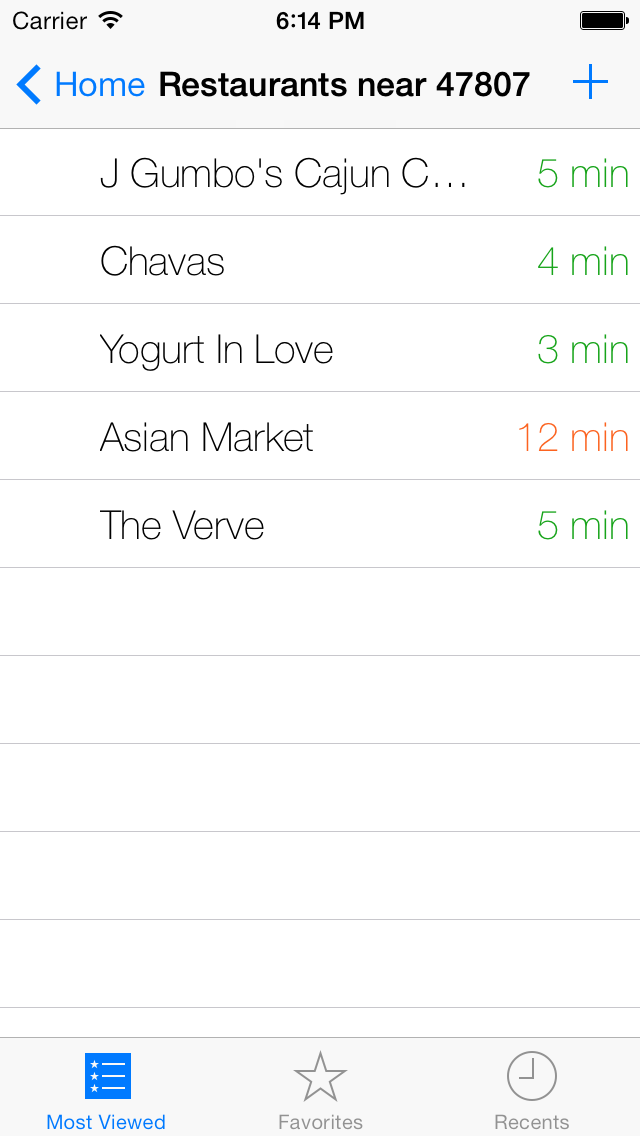 Carrier 6:14 PM
Home Restaurants near 47807
J Gumbo's Cajun C... 5 min
Chavas 4 min
Yogurt In Love 3 min
Asian Market 12 min
The Verve 5 min
Most Viewed Favorites Recents